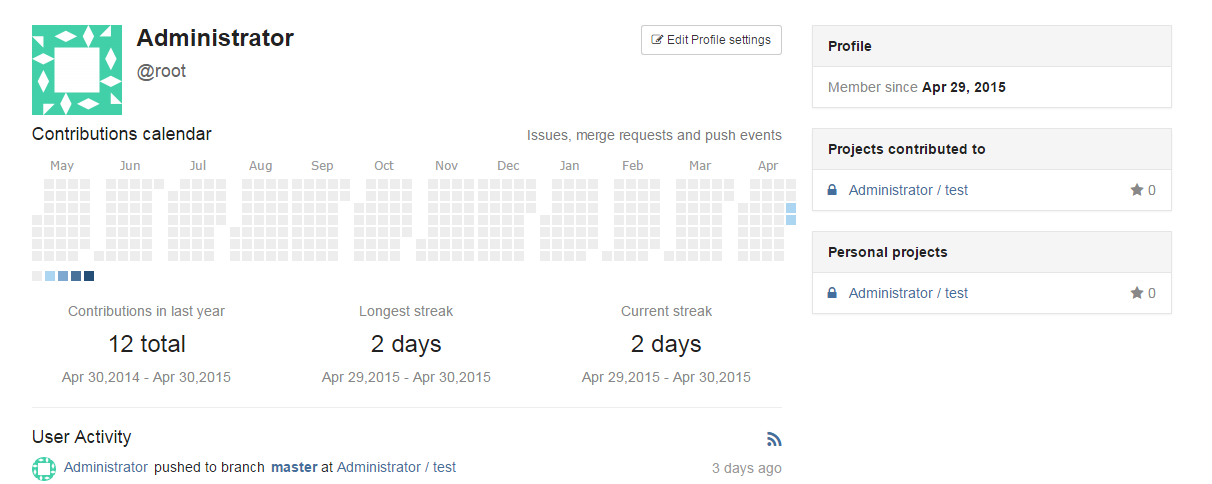 Administrator
@root
Edit Profile settings
Contributions calendar
Issues, merge requests and push events
May Jun Jul Aug Sep Oct Nov Dec Jan Feb Mar Apr
Contributions in last year
12 total
Apr 30,2014 - Apr 30,2015
Longest streak
2 days
Apr 29,2015 - Apr 30,2015
Current streak
2 days
Apr 29,2015 - Apr 30,2015
User Activity
Administrator pushed to branch master at Administrator / test
3 days ago
Profile
Member since Apr 29, 2015
Projects contributed to
Administrator / test 0
Personal projects
Administrator / test 0